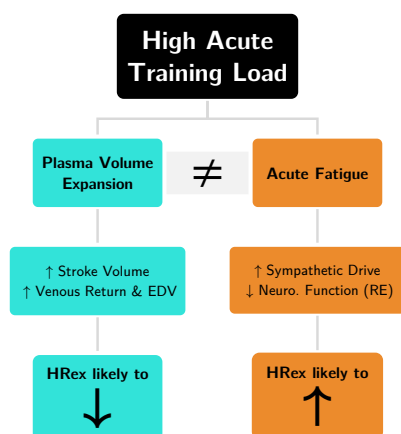 High Acute
Training Load
Plasma Volume
Expansion
≠
Acute Fatigue
↑ Stroke Volume
↑ Venous Return & EDV
↑ Sympathetic Drive
↓ Neuro. Function (RE)
HRex likely to
↓
HRex likely to
↑